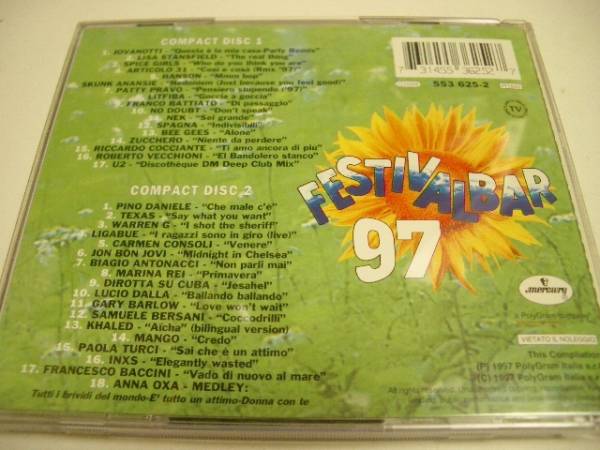 COMPACT DISC 1
1. JOVANOTTI - "Questa è la mia casa-Party Remix"
LISA STANSFIELD - "The real thing"
SPICE GIRLS - "Who do you think you are"
ARTICOLO 31 - "Così e cosà (Rmx '97)"
HANSON - "Mmm bop"
SKUNK ANANSIE - "Hedonism (Just because you feel good)"
PATTY PRAVO - "Pensiero stupendo ('97)"
LITFIBA - "Goccia a goccia"
FRANCO BATTIATO - "Di passaggio"
10. NO DOUBT - "Don't speak"
11. NEK - "Sei grande"
12. SPAGNA - "Indivisibili"
13. BEE GEES - "Alone"
14. ZUCCHERO - "Niente da perdere"
15. RICCARDO COCCIANTE - "Ti amo ancora di più"
16. ROBERTO VECCHIONI - "El Bandolero stanco"
17. U2 - "Discotheque DM Deep Club Mix"
COMPACT DISC 2
1. PINO DANIELE - "Che male c'è"
2. TEXAS - "Say what you want"
3. WARREN G - "I shot the sheriff"
4. LIGABUE - "I ragazzi sono in giro (live)"
5. CARMEN CONSOLI - "Venere"
6. JON BON JOVI - "Midnight in Chelsea"
7. BIAGIO ANTONACCI - "Non parli mai"
8. MARINA REI - "Primavera"
9. DIROTTA SU CUBA - "Jesahel"
10. LUCIO DALLA - "Ballando ballando"
11. GARY BARLOW - "Love won't wait"
12. SAMUELE BERSANI - "Coccodrilli"
13. KHALED - "Aïcha" (bilingual version)
14. MANGO - "Credo"
15. PAOLA TURCI - "Sai che è un attimo"
16. INXS - "Elegantly wasted"
17. FRANCESCO BACCINI - "Vado di nuovo al mare"
18. ANNA OXA - MEDLEY:
Tutti i brividi del mondo-E' tutto un attimo-Donna con te
7 31455 36252 7
553 625-2
TV
FESTIVALBAR
97
mercury
a PolyGram company
VIETATO IL NOLEGGIO
This Compilation
(P) 1997 PolyGram Italia s.r.l.
(C) 1997 PolyGram Italia s.r.l.
All rights